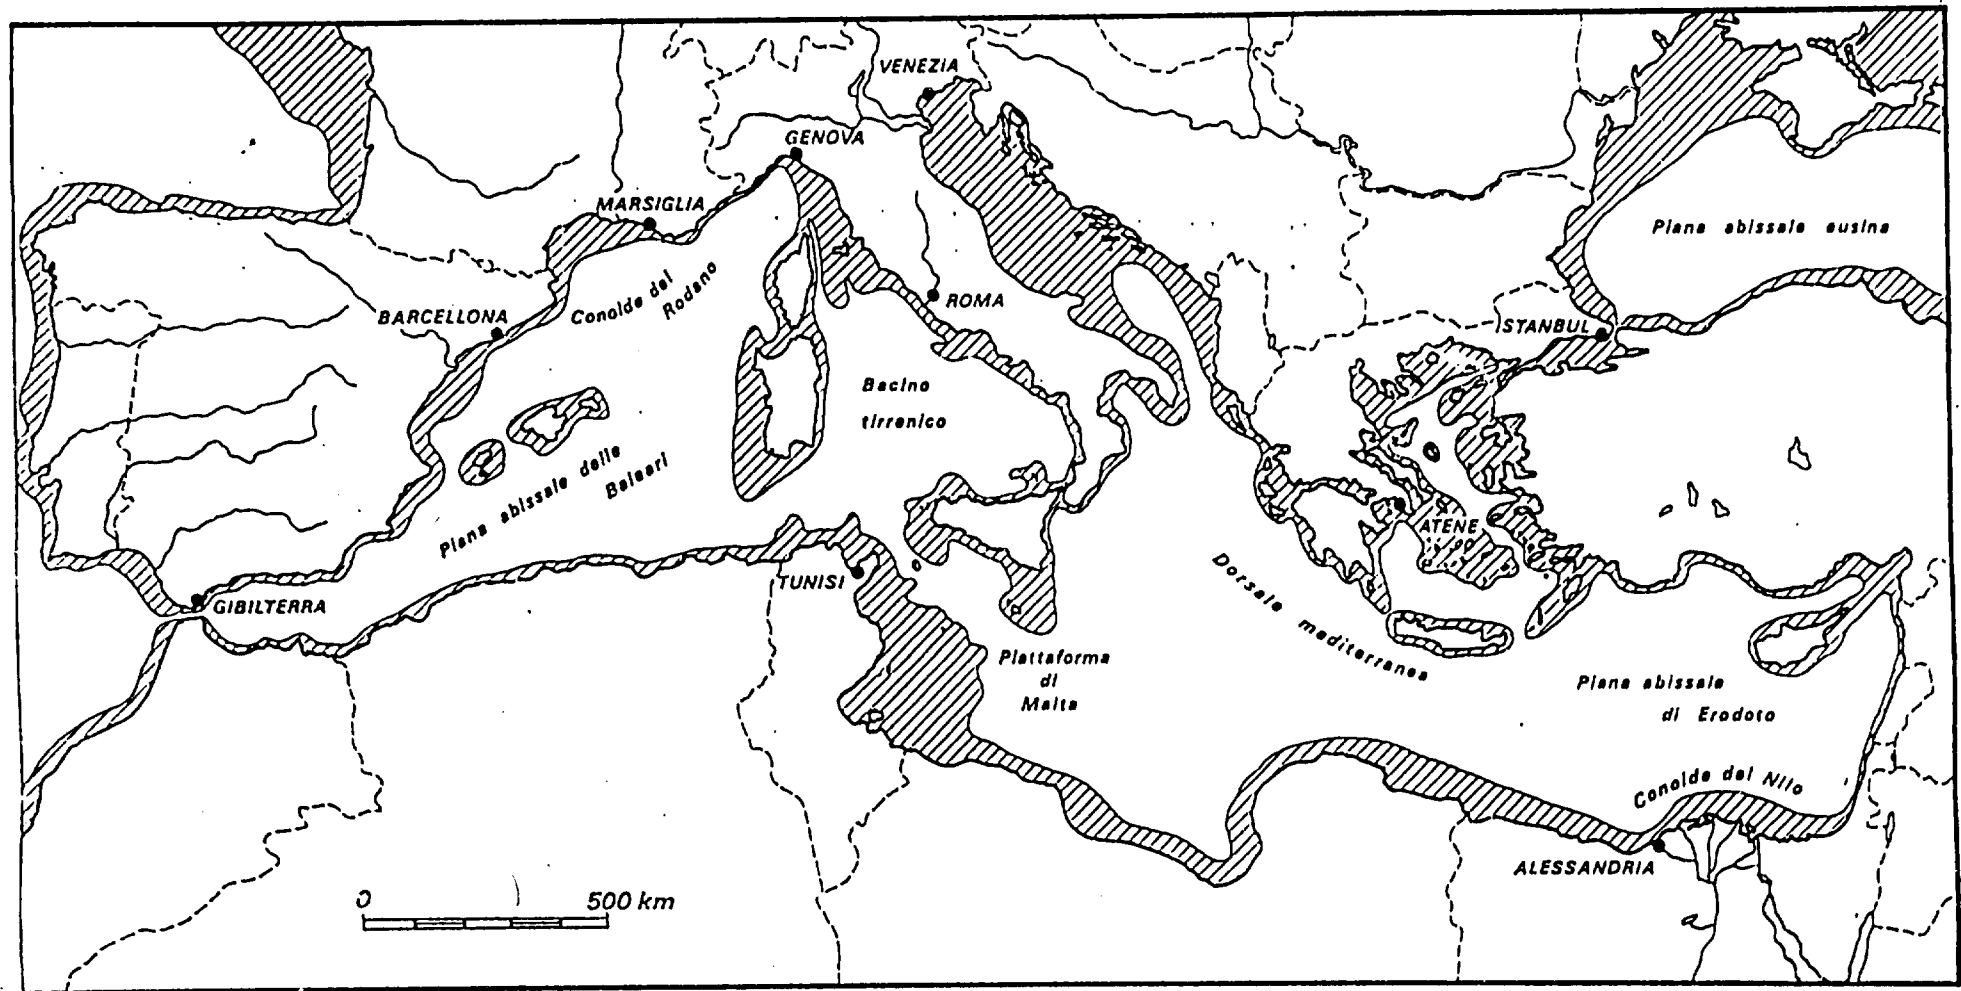 VENEZIA
GENOVA
MARSIGLIA
Piana abissale eusina
Conoide del
Rodano
ROMA
BARCELLONA
ISTANBUL
Bacino
tirrenico
Piana abissale delle
Baleari
ATENE
TUNISI
GIBILTERRA
Dorsale mediterranea
Piattaforma
di
Malta
Piana abissale
di Erodoto
Conoide del Nilo
ALESSANDRIA
0 500 km